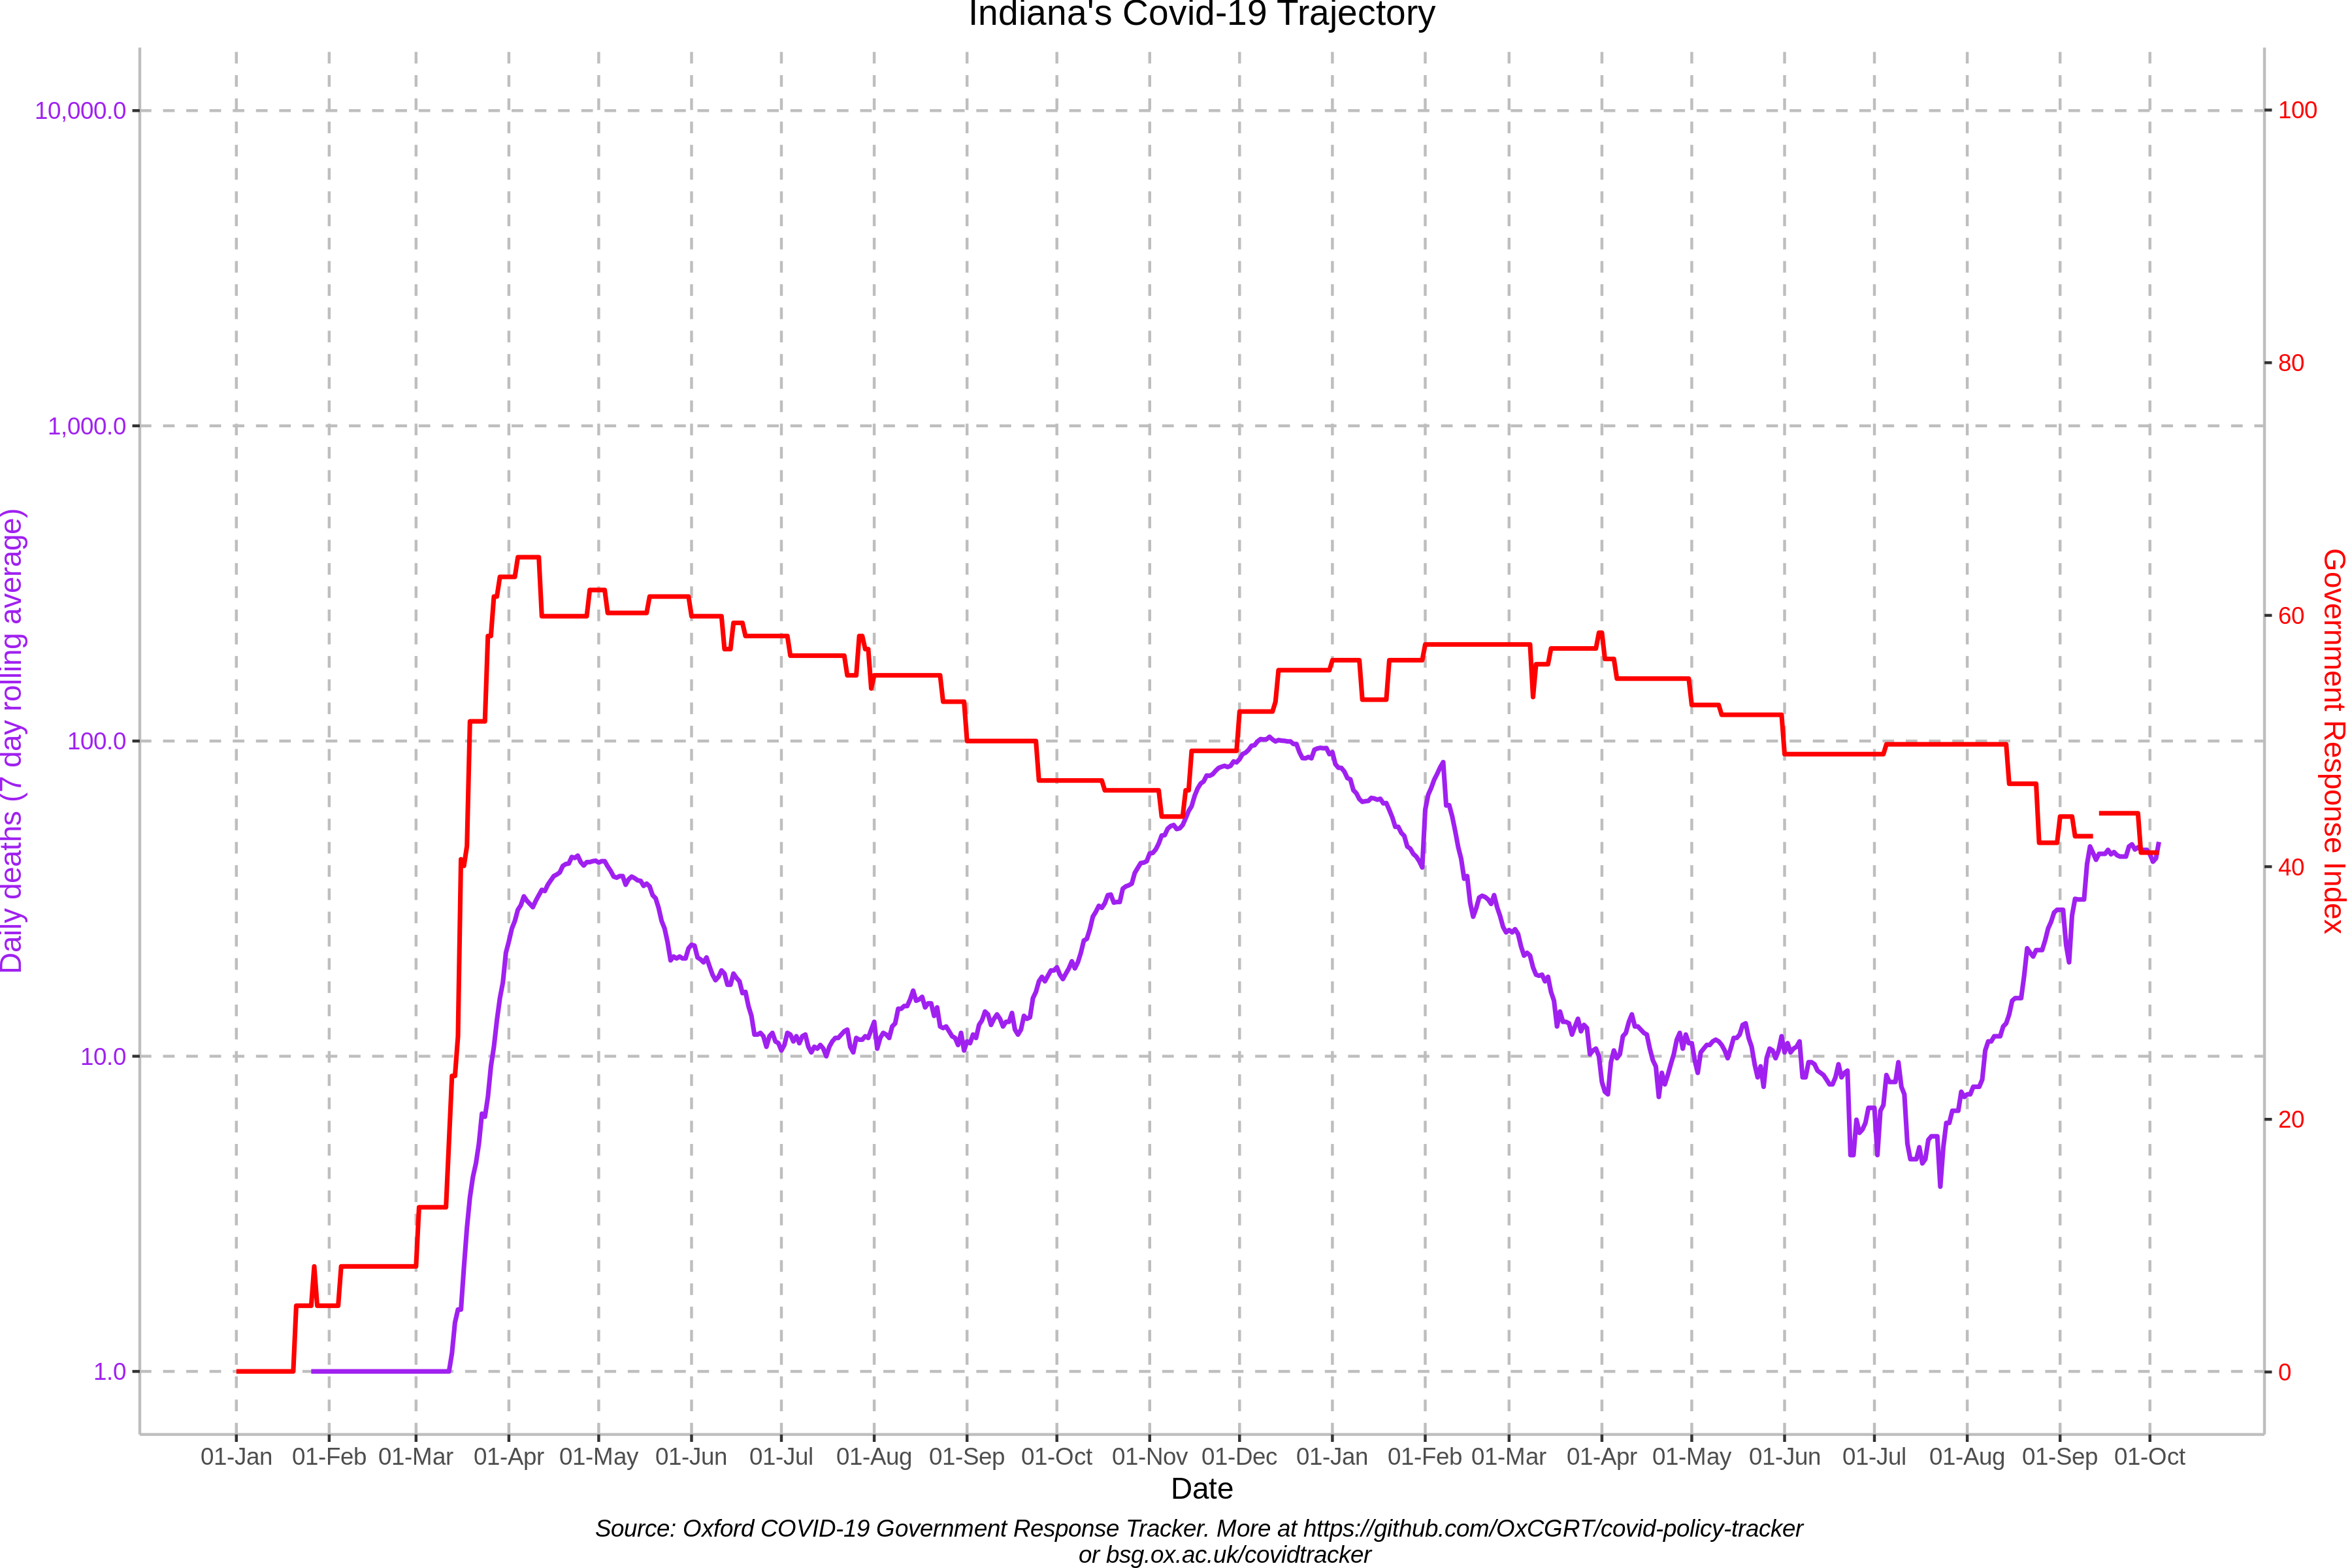 Indiana's Covid-19 Trajectory
10,000.0
1,000.0
100.0
10.0
1.0
Daily deaths (7 day rolling average)
100
80
60
40
20
0
Government Response Index
01-Jan 01-Feb 01-Mar 01-Apr 01-May 01-Jun 01-Jul 01-Aug 01-Sep 01-Oct 01-Nov 01-Dec 01-Jan 01-Feb 01-Mar 01-Apr 01-May 01-Jun 01-Jul 01-Aug 01-Sep 01-Oct
Date
Source: Oxford COVID-19 Government Response Tracker. More at https://github.com/OxCGRT/covid-policy-tracker
or bsg.ox.ac.uk/covidtracker